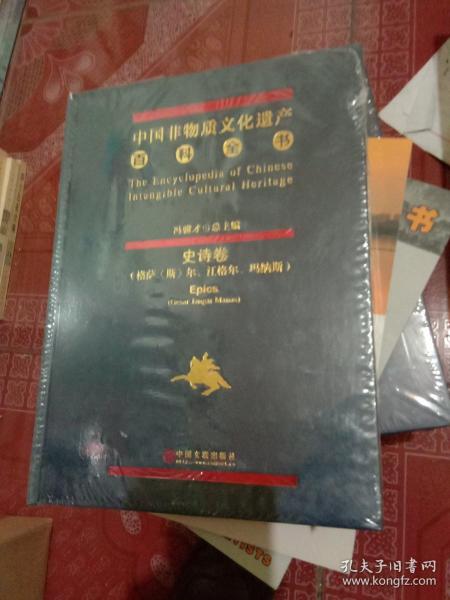 中国非物质文化遗产
百科全书
The Encyclopedia of Chinese
Intangible Cultural Heritage
冯骥才◎总主编
史诗卷
（格萨（斯）尔、江格尔、玛纳斯）
Epics
(Gesar Jangar Manas)
中国文联出版社
书
孔夫子旧书网
www.kongfz.com